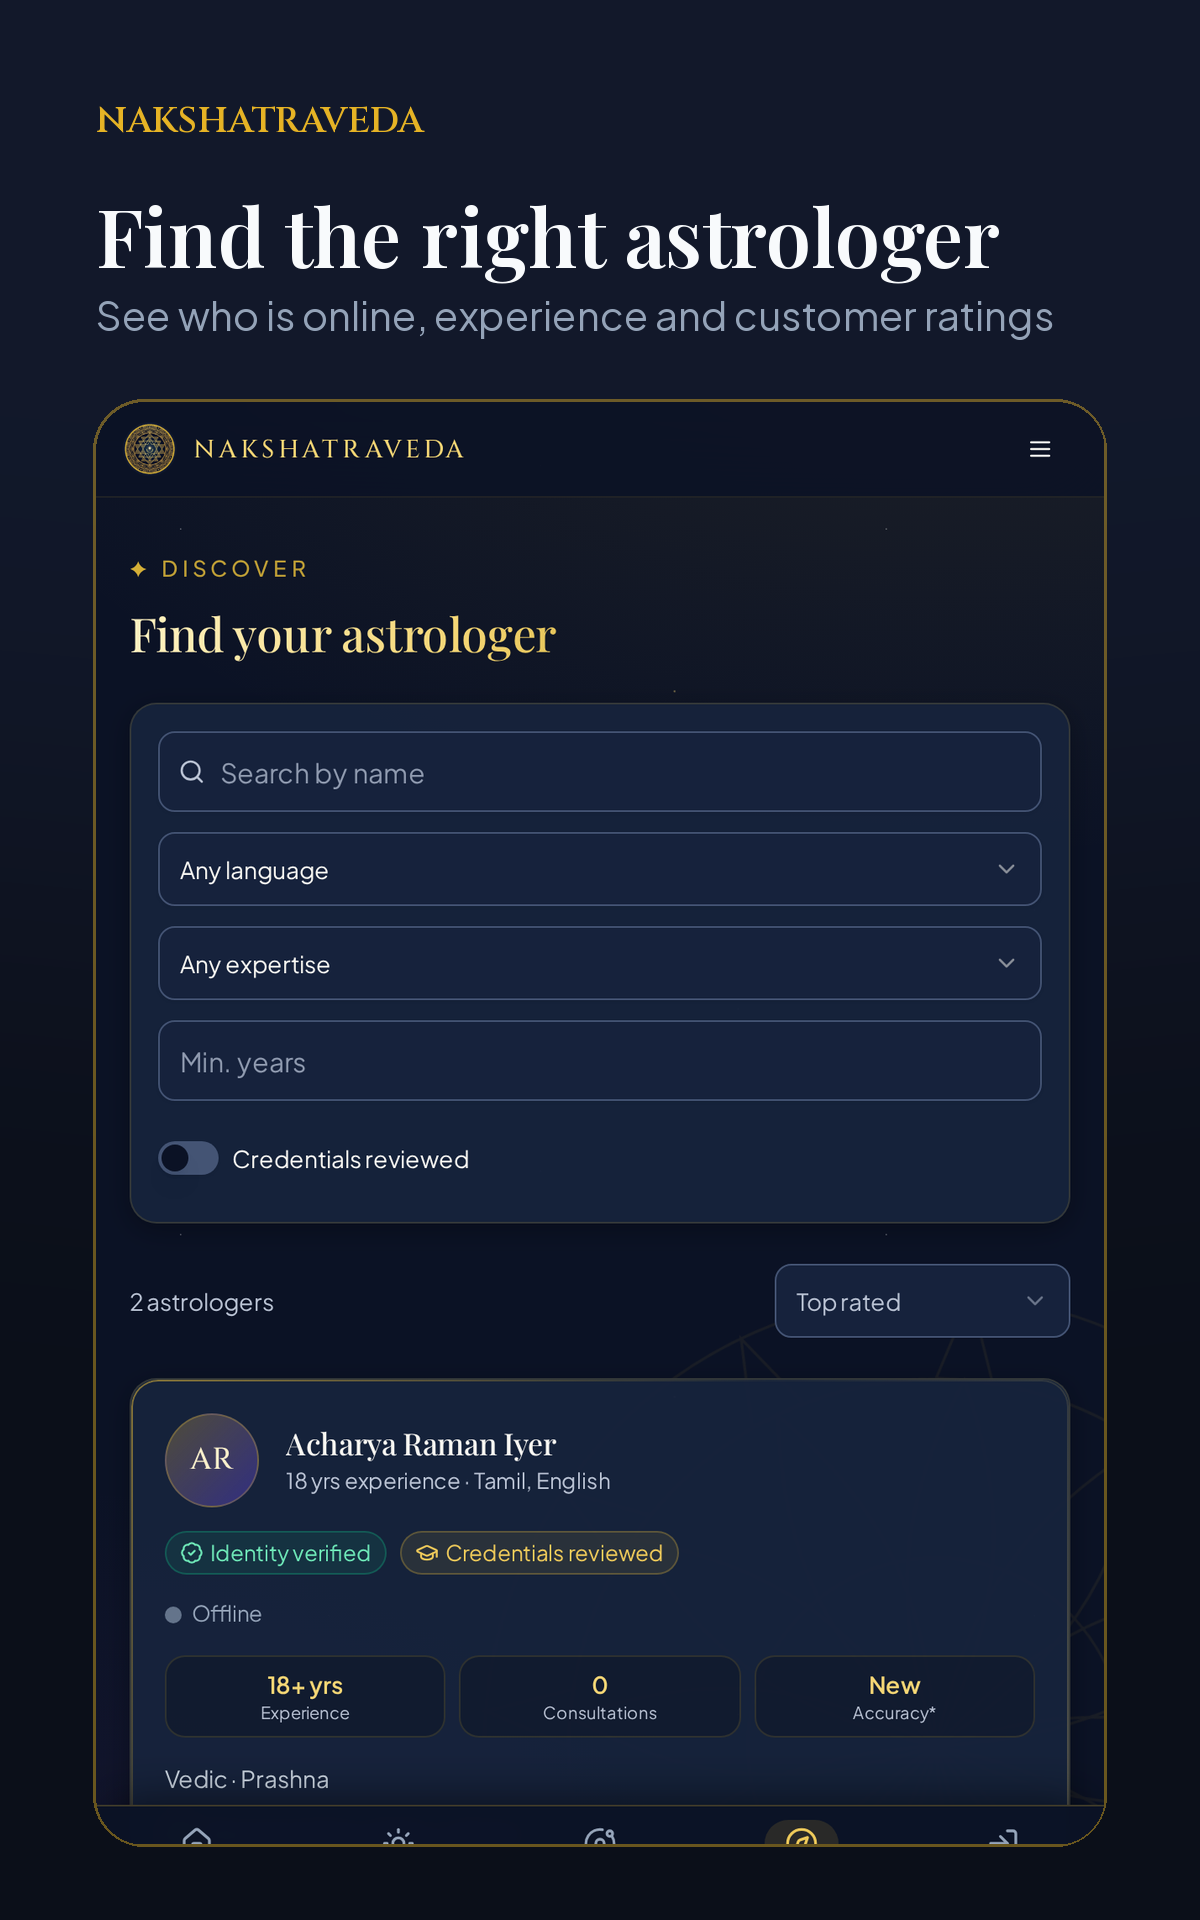 NAKSHATRAVEDA
Find the right astrologer
See who is online, experience and customer ratings
NAKSHATRAVEDA
✦ DISCOVER
Find your astrologer
Search by name
Any language
Any expertise
Min. years
Credentials reviewed
2 astrologers
Top rated
AR
Acharya Raman Iyer
18 yrs experience · Tamil, English
Identity verified
Credentials reviewed
Offline
18+ yrs
Experience
0
Consultations
New
Accuracy*
Vedic · Prashna